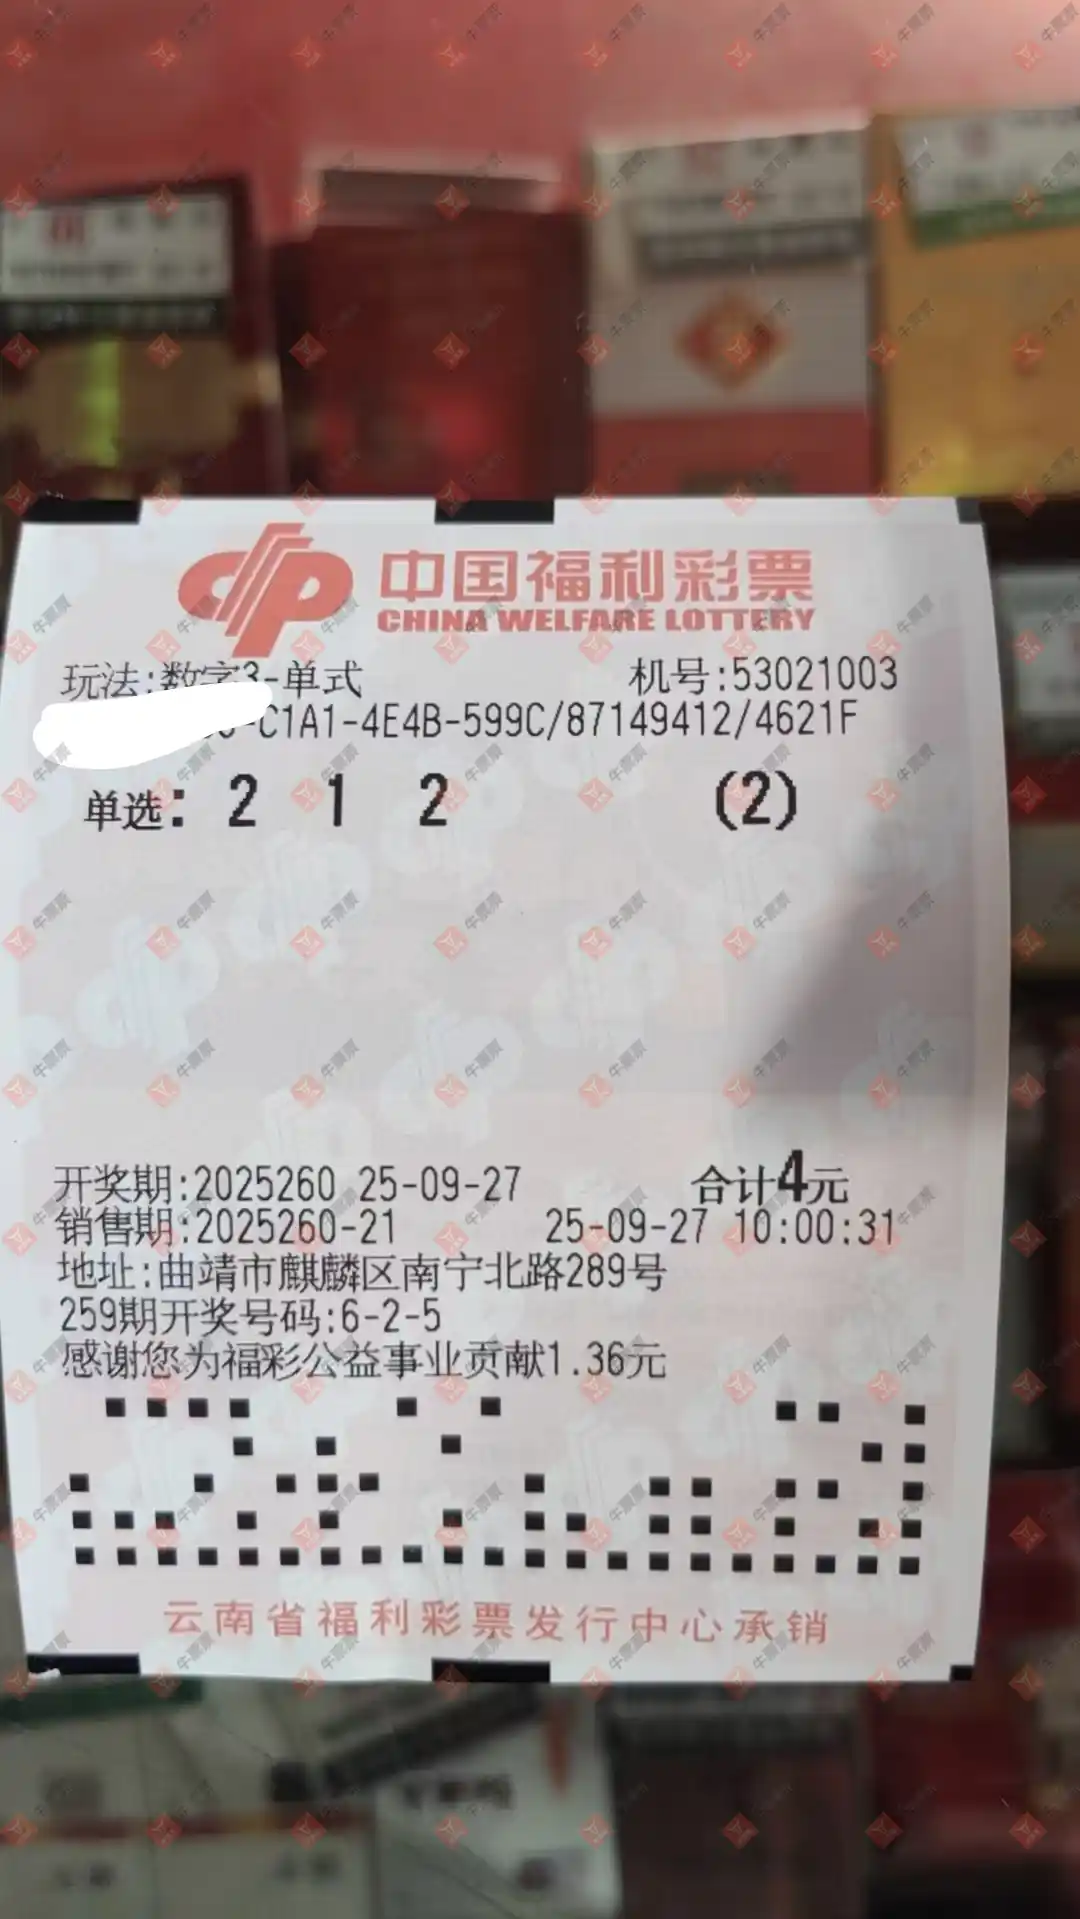 中国福利彩票
CHINA WELFARE LOTTERY
玩法:数字3-单式 机号:53021003
-C1A1-4E4B-599C/87149412/4621F
单选: 2 1 2 (2)
开奖期:2025260 25-09-27 合计4元
销售期:2025260-21 25-09-27 10:00:31
地址:曲靖市麒麟区南宁北路289号
259期开奖号码:6-2-5
感谢您为福彩公益事业贡献1.36元
云南省福利彩票发行中心承销
牛票票